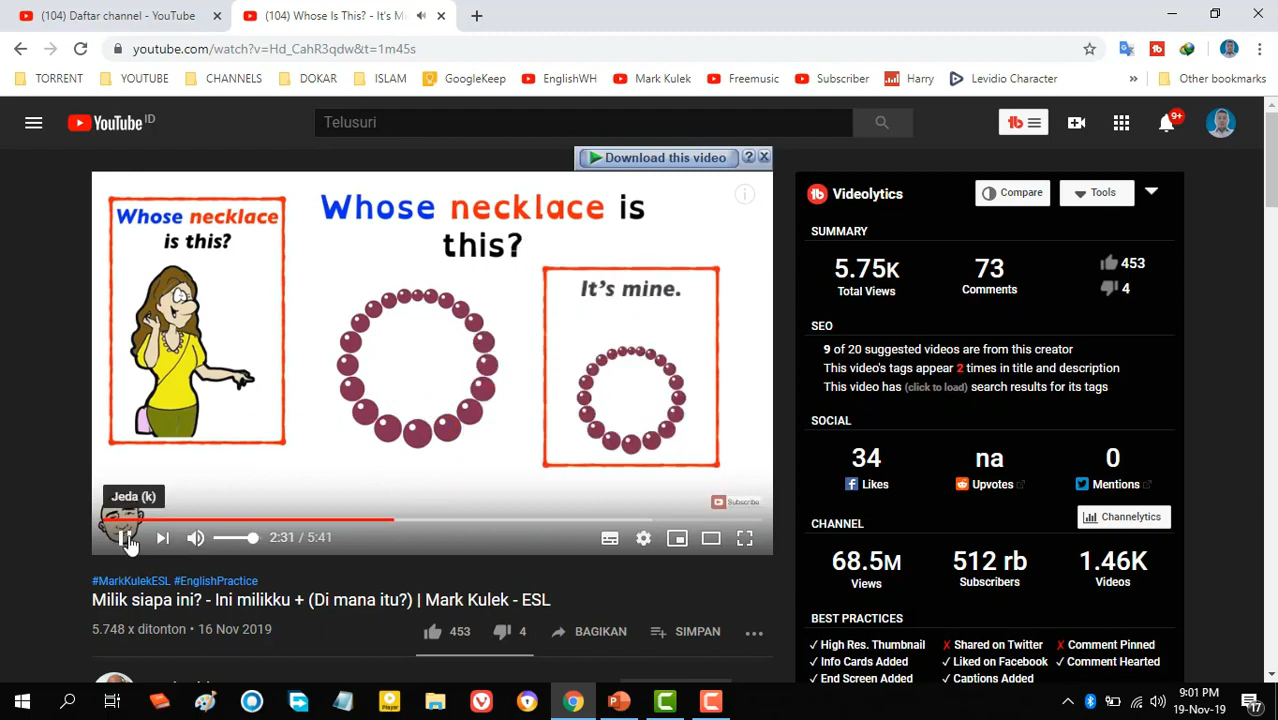 (104) Daftar channel - YouTube
(104) Whose Is This? - It's M
youtube.com/watch?v=Hd_CahR3qdw&t=1m45s
TORRENT
YOUTUBE
CHANNELS
DOKAR
ISLAM
GoogleKeep
EnglishWH
Mark Kulek
Freemusic
Subscriber
Harry
Levidio Channel
»
Other bookmarks
YouTube ID
Telusuri
tb
9+
Download this video
?
X
Whose necklace
is this?
Whose necklace is
this?
It's mine.
Subscribe
Jeda (k)
2:31 / 5:41
#MarkKulekESL #EnglishPractice
Milik siapa ini? - Ini milikku + (Di mana itu?) | Mark Kulek - ESL
5.748 x ditonton • 16 Nov 2019
453
4
BAGIKAN
SIMPAN
tb Videolytics
Compare
Tools
SUMMARY
5.75K
Total Views
73
Comments
453
4
SEO
9 of 20 suggested videos are from this creator
This video's tags appear 2 times in title and description
This video has (click to load) search results for its tags
SOCIAL
34
Likes
na
Upvotes
0
Mentions
CHANNEL
Channelytics
68.5M
Views
512 rb
Subscribers
1.46K
Videos
BEST PRACTICES
✓ High Res. Thumbnail
✗ Shared on Twitter
✗ Comment Pinned
✓ Info Cards Added
✓ Liked on Facebook
✓ Comment Hearted
✓ End Screen Added
✓ Captions Added
Player
9:01 PM
19-Nov-19
17